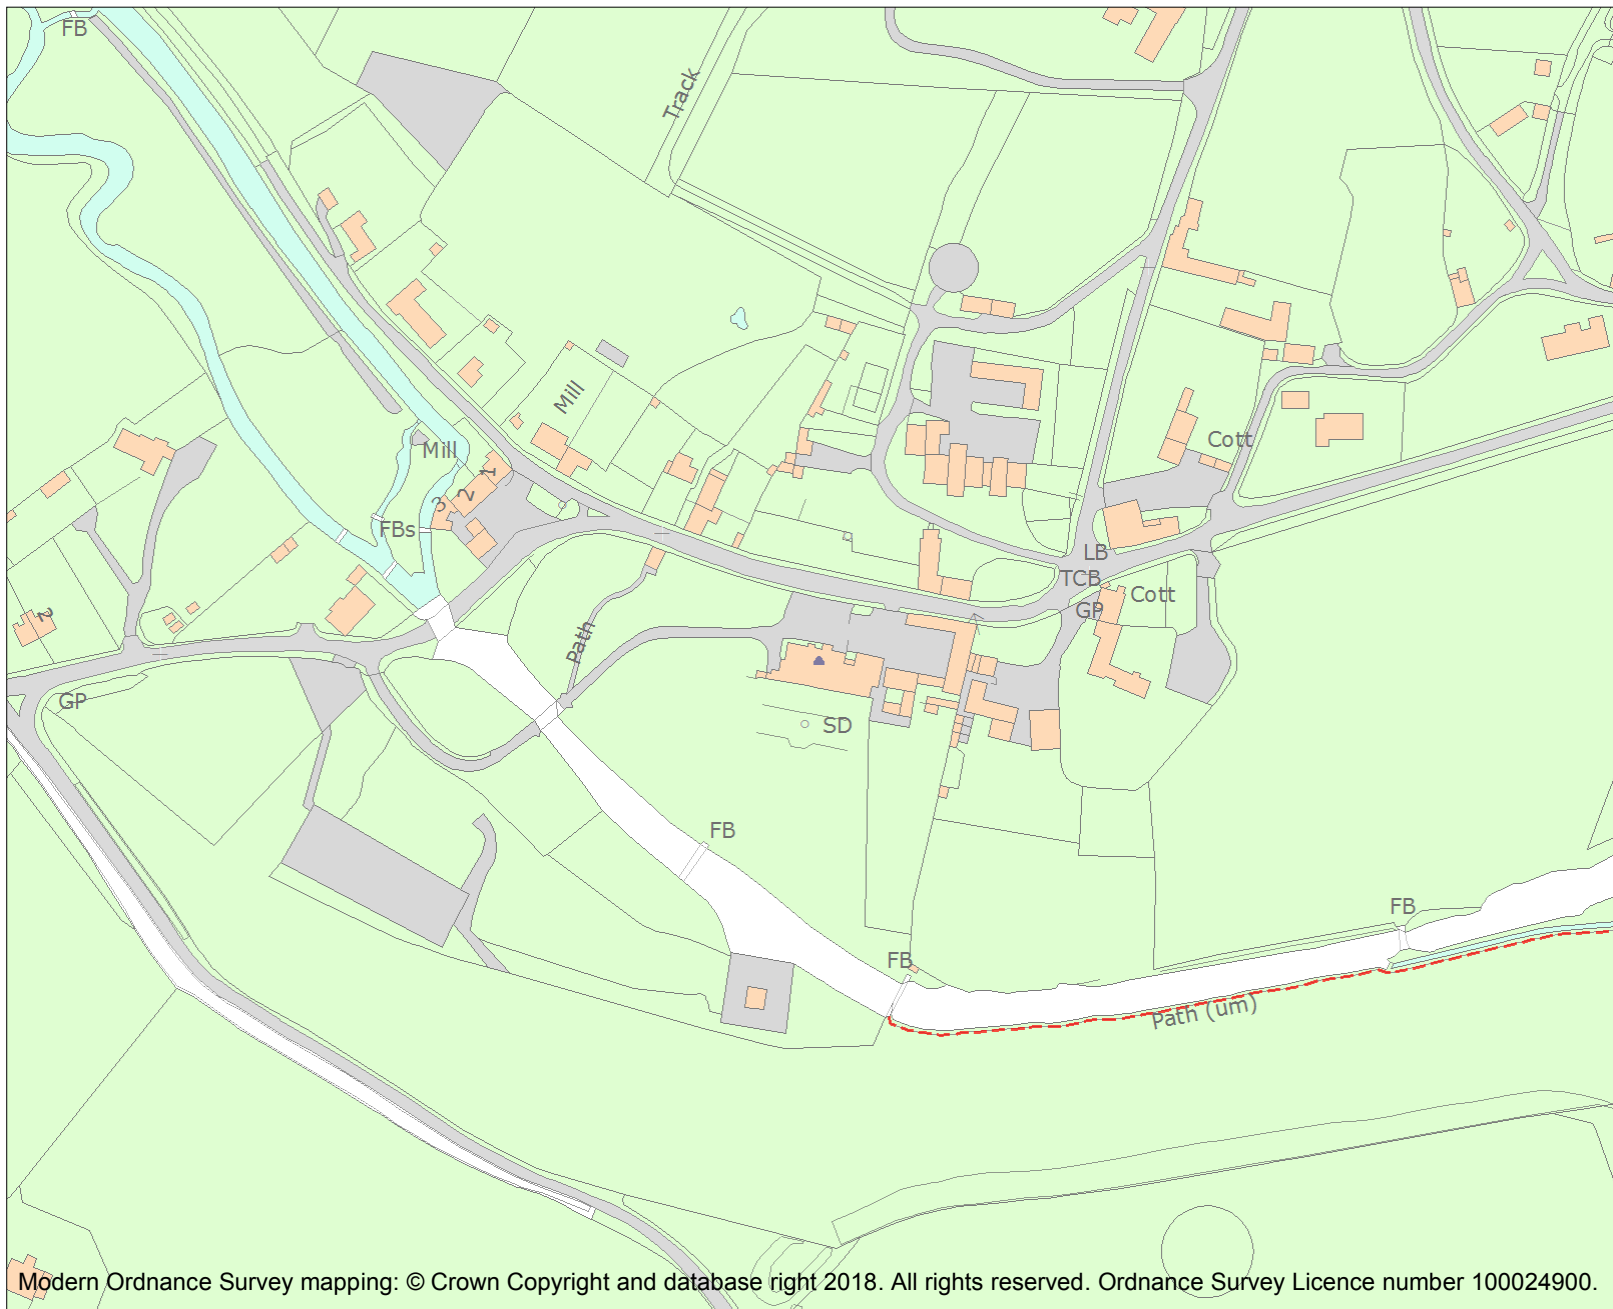 FB
Track
Mill
Cott
Mill
1
2
3
FBs
LB
TCB
Cott
GP
2
Path
GP
SD
FB
FB
FB
Path (um)
Modern Ordnance Survey mapping: © Crown Copyright and database right 2018. All rights reserved. Ordnance Survey Licence number 100024900.